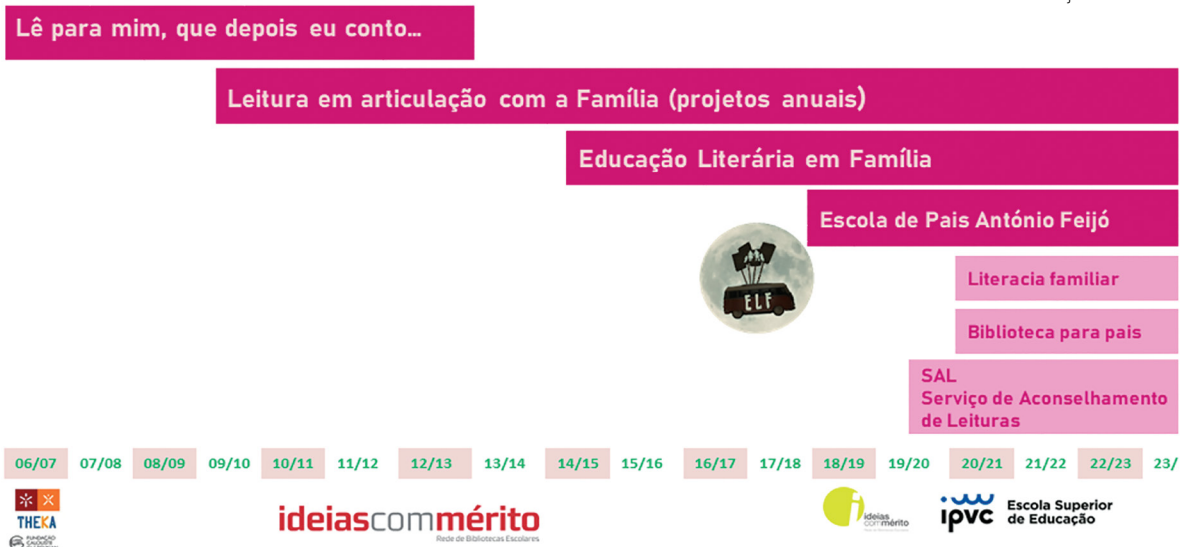 Lê para mim, que depois eu conto...
Leitura em articulação com a Família (projetos anuais)
Educação Literária em Família
Escola de Pais António Feijó
ELF
Literacia familiar
Biblioteca para pais
SAL
Serviço de Aconselhamento
de Leituras
06/07 07/08 08/09 09/10 10/11 11/12 12/13 13/14 14/15 15/16 16/17 17/18 18/19 19/20 20/21 21/22 22/23 23/
THEKA
FUNDAÇÃO
CALOUSTE
ideiascommérito
Rede de Bibliotecas Escolares
ideias
commérito
ipvc Escola Superior
de Educação